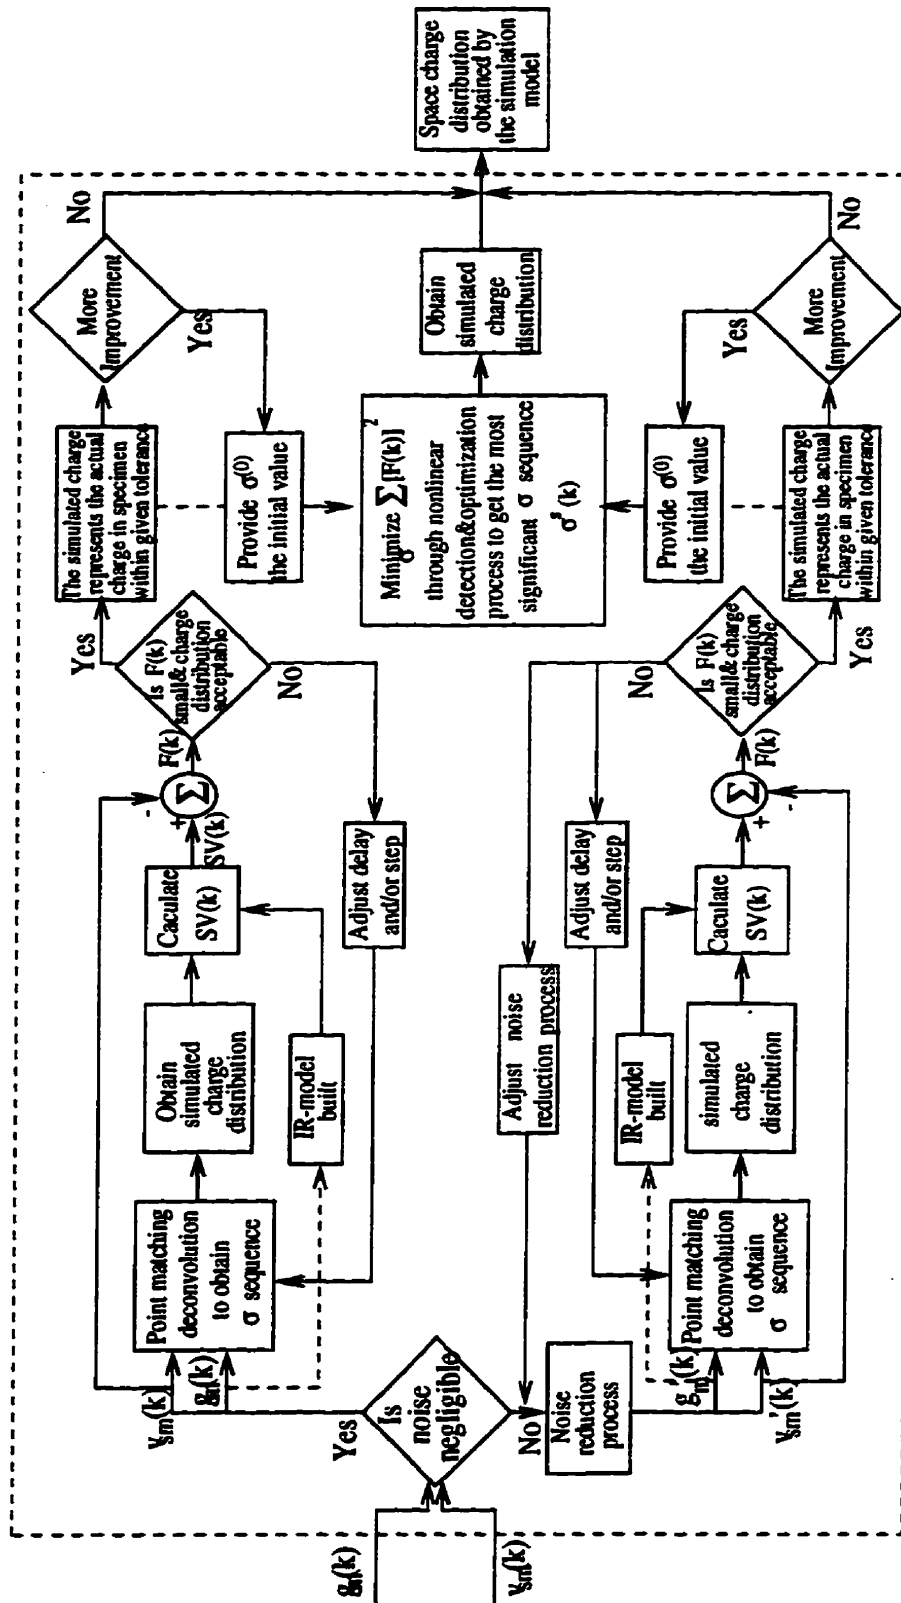 gₙ(k)
Vsm(k)
Is
noise
negligible
Yes
No
Vsm(k)
gₙ(k)
Point matching
deconvolution
to obtain
σ sequence
Obtain
simulated
charge
distribution
IR-model
built
Caculate
SV(k)
SV(k)
+
-
Σ
F(k)
Adjust delay
and/or step
Is F(k)
small& charge
distribution
acceptable
Yes
No
The simulated charge
represents the actual
charge in specimen
within given tolerance
More
Improvement
No
Yes
Provide σ(0)
the initial value
Minimize Σ[F(k)]2
σ
through nonlinear
detection&optimization
process to get the most
significant σ sequence
σs(k)
Obtain
simulated
charge
distribution
Space charge
distribution
obtained by
the simulation
model
Noise
reduction
process
Adjust noise
reduction process
Adjust delay
and/or step
gm'(k)
Vsm'(k)
Point matching
deconvolution
to obtain
σ sequence
IR-model
built
simulated
charge
distribution
Caculate
SV(k)
+
-
Σ
F(k)
Is F(k)
small& charge
distribution
acceptable
No
Yes
The simulated charge
represents the actual
charge in specimen
within given tolerance
Provide σ(0)
the initial value
Yes
More
Improvement
No